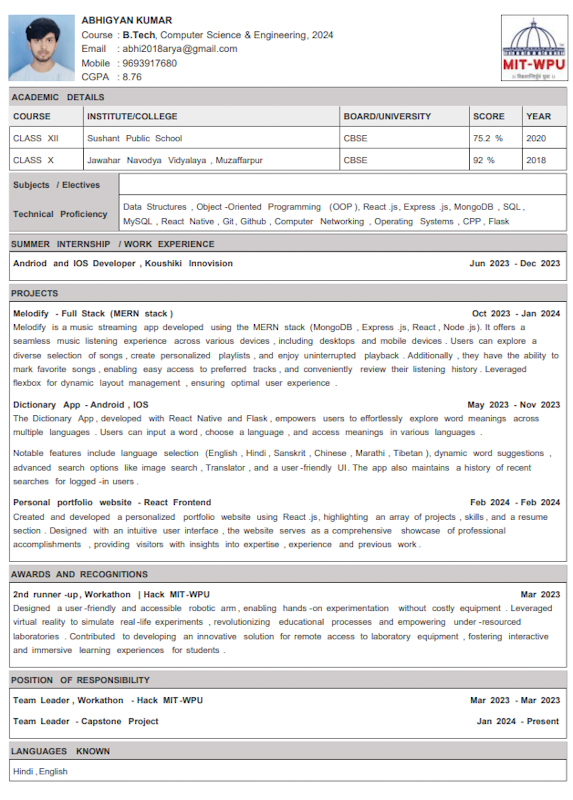 ABHIGYAN KUMAR
Course : B.Tech, Computer Science & Engineering, 2024
Email : abhi2018arya@gmail.com
Mobile : 9693917680
CGPA : 8.76
MIT-WPU
ACADEMIC DETAILS
COURSE INSTITUTE/COLLEGE BOARD/UNIVERSITY SCORE YEAR
CLASS XII Sushant Public School CBSE 75.2 % 2020
CLASS X Jawahar Navodya Vidyalaya , Muzaffarpur CBSE 92 % 2018
Subjects / Electives
Technical Proficiency
Data Structures , Object -Oriented Programming (OOP ), React .js, Express .js, MongoDB , SQL ,
MySQL , React Native , Git , Github , Computer Networking , Operating Systems , CPP , Flask
SUMMER INTERNSHIP / WORK EXPERIENCE
Andriod and IOS Developer , Koushiki Innovision Jun 2023 - Dec 2023
PROJECTS
Melodify - Full Stack (MERN stack ) Oct 2023 - Jan 2024
Melodify is a music streaming app developed using the MERN stack (MongoDB , Express .js, React , Node .js). It offers a
seamless music listening experience across various devices , including desktops and mobile devices . Users can explore a
diverse selection of songs , create personalized playlists , and enjoy uninterrupted playback . Additionally , they have the ability to
mark favorite songs , enabling easy access to preferred tracks , and conveniently review their listening history . Leveraged
flexbox for dynamic layout management , ensuring optimal user experience .
Dictionary App - Android , IOS May 2023 - Nov 2023
The Dictionary App , developed with React Native and Flask , empowers users to effortlessly explore word meanings across
multiple languages . Users can input a word , choose a language , and access meanings in various languages .
Notable features include language selection (English , Hindi , Sanskrit , Chinese , Marathi , Tibetan ), dynamic word suggestions ,
advanced search options like image search , Translator , and a user -friendly UI . The app also maintains a history of recent
searches for logged -in users .
Personal portfolio website - React Frontend Feb 2024 - Feb 2024
Created and developed a personalized portfolio website using React .js, highlighting an array of projects , skills , and a resume
section . Designed with an intuitive user interface , the website serves as a comprehensive showcase of professional
accomplishments , providing visitors with insights into expertise , experience and previous work .
AWARDS AND RECOGNITIONS
2nd runner -up , Workathon | Hack MIT -WPU Mar 2023
Designed a user -friendly and accessible robotic arm , enabling hands -on experimentation without costly equipment . Leveraged
virtual reality to simulate real -life experiments , revolutionizing educational processes and empowering under -resourced
laboratories . Contributed to developing an innovative solution for remote access to laboratory equipment , fostering interactive
and immersive learning experiences for students .
POSITION OF RESPONSIBILITY
Team Leader , Workathon - Hack MIT -WPU Mar 2023 - Mar 2023
Team Leader - Capstone Project Jan 2024 - Present
LANGUAGES KNOWN
Hindi , English